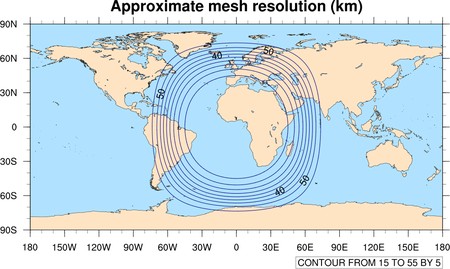 Approximate mesh resolution (km)
90N
60N
30N
0
30S
60S
90S
40
50
50
40
50
180 150W 120W 90W 60W 30W 0 30E 60E 90E 120E 150E 180
CONTOUR FROM 15 TO 55 BY 5